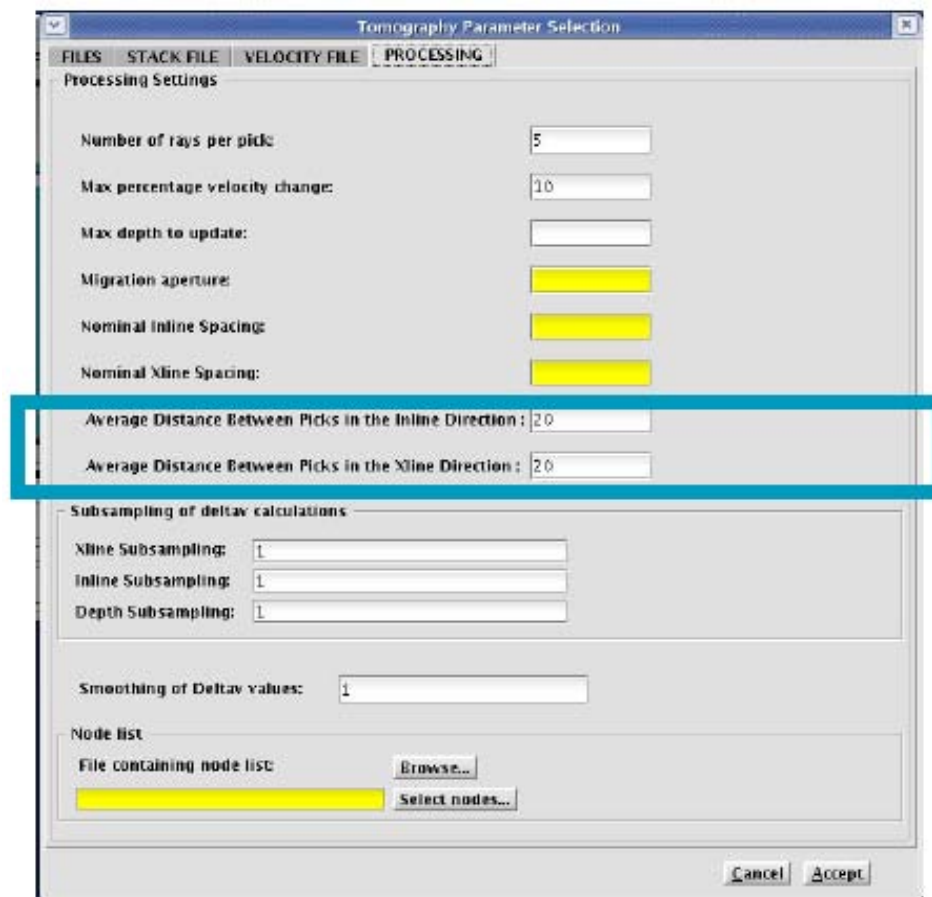 Tomography Parameter Selection
FILES STACK FILE VELOCITY FILE PROCESSING
Processing Settings
Number of rays per pick: 5
Max percentage velocity change: 10
Max depth to update:
Migration aperture:
Nominal Inline Spacing:
Nominal Xline Spacing:
Average Distance Between Picks in the Inline Direction : 20
Average Distance Between Picks in the Xline Direction : 20
Subsampling of deltav calculations
Xline Subsampling: 1
Inline Subsampling: 1
Depth Subsampling: 1
Smoothing of Deltav values: 1
Node list
File containing node list: Browse...
Select nodes...
Cancel Accept